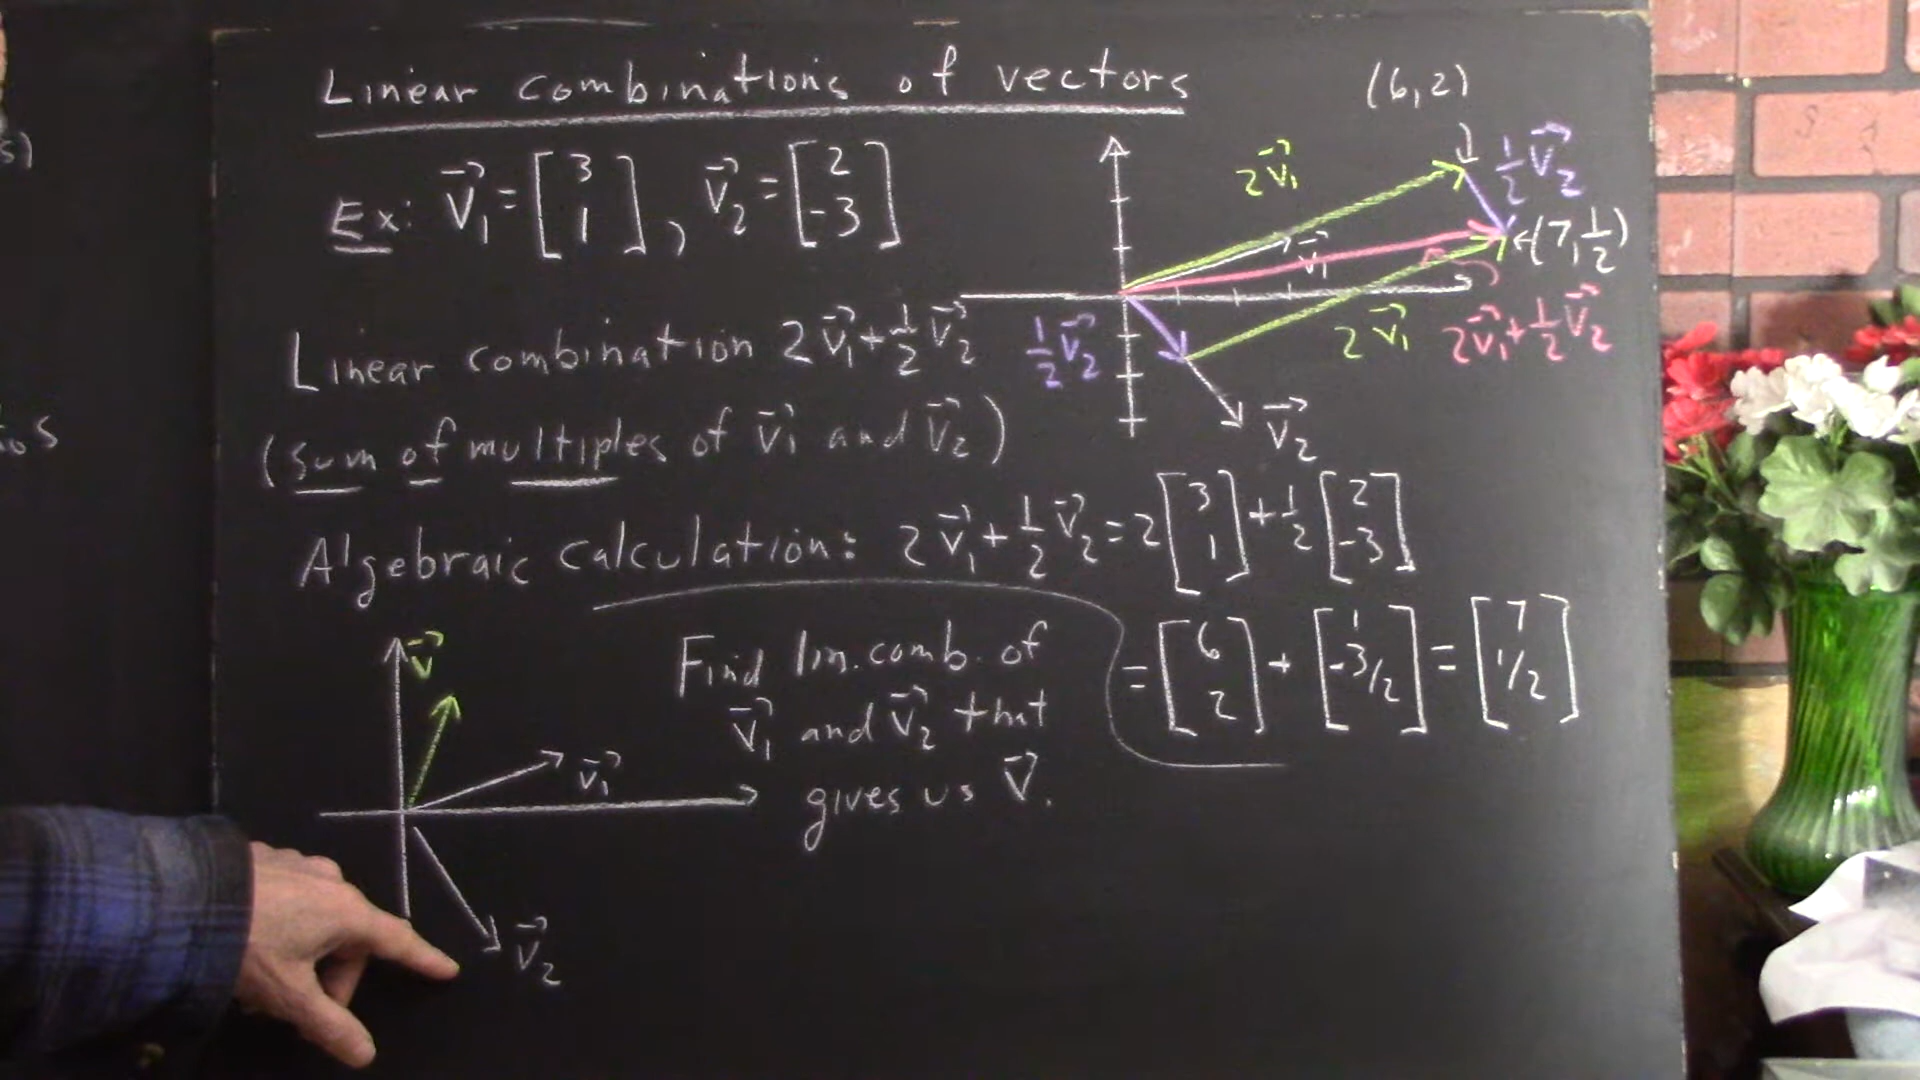 Linear combinations of vectors
Ex: v⃗₁ = [3 1], v⃗₂ = [2 -3]
Linear combination 2v⃗₁ + ½v⃗₂
(sum of multiples of v⃗₁ and v⃗₂)
Algebraic calculation: 2v⃗₁ + ½v⃗₂ = 2[3 1] + ½[2 -3]
= [6 2] + [1 -3/2] = [7 1/2]
(6,2)
2v⃗₁
½v⃗₂
(7,½)
v⃗₁
½v⃗₂
2v⃗₁
2v⃗₁ + ½v⃗₂
v⃗₂
v⃗
v⃗₁
v⃗₂
Find lin. comb. of
v⃗₁ and v⃗₂ that
gives us v⃗.
s)
s